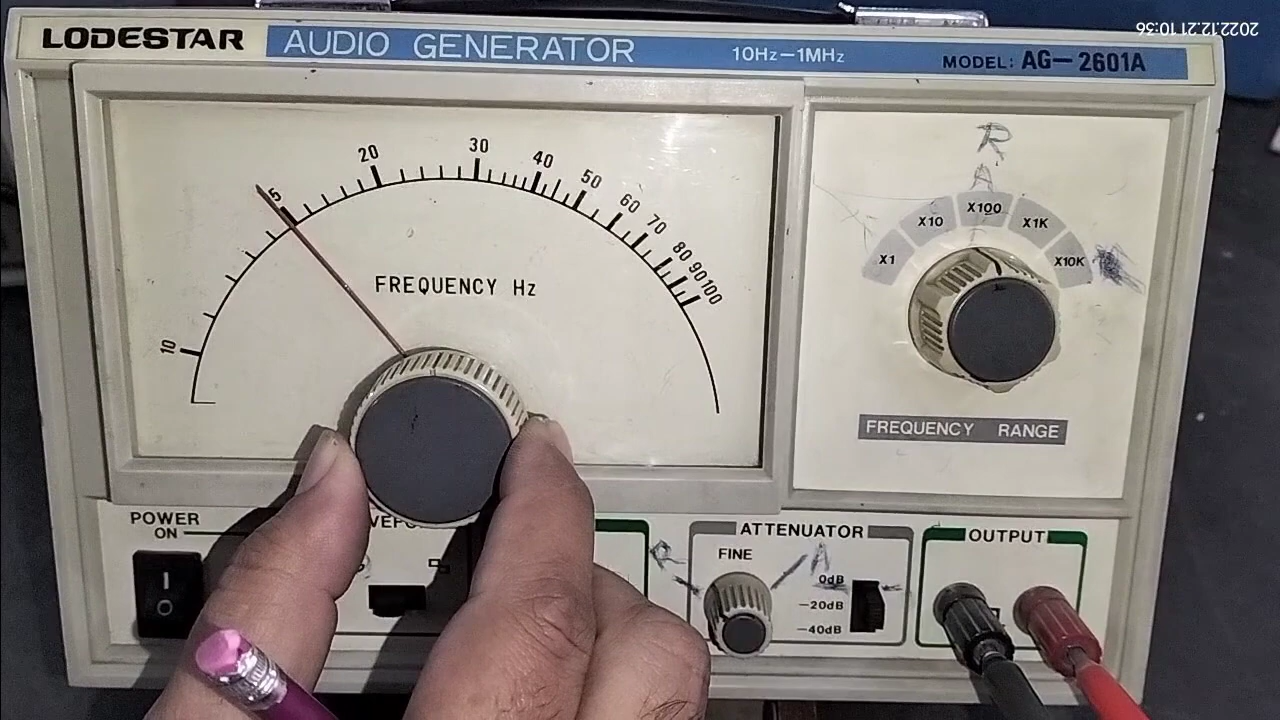 2022.12.21 10:56
LODESTAR AUDIO GENERATOR 10Hz—1MHz MODEL: AG—2601A
10 5 20 30 40 50 60 70 80 90 100
FREQUENCY Hz
R
A
X1 X10 X100 X1K X10K
FREQUENCY RANGE
POWER
ON
ATTENUATOR
FINE
R A
0dB
—20dB
—40dB
OUTPUT
I
O